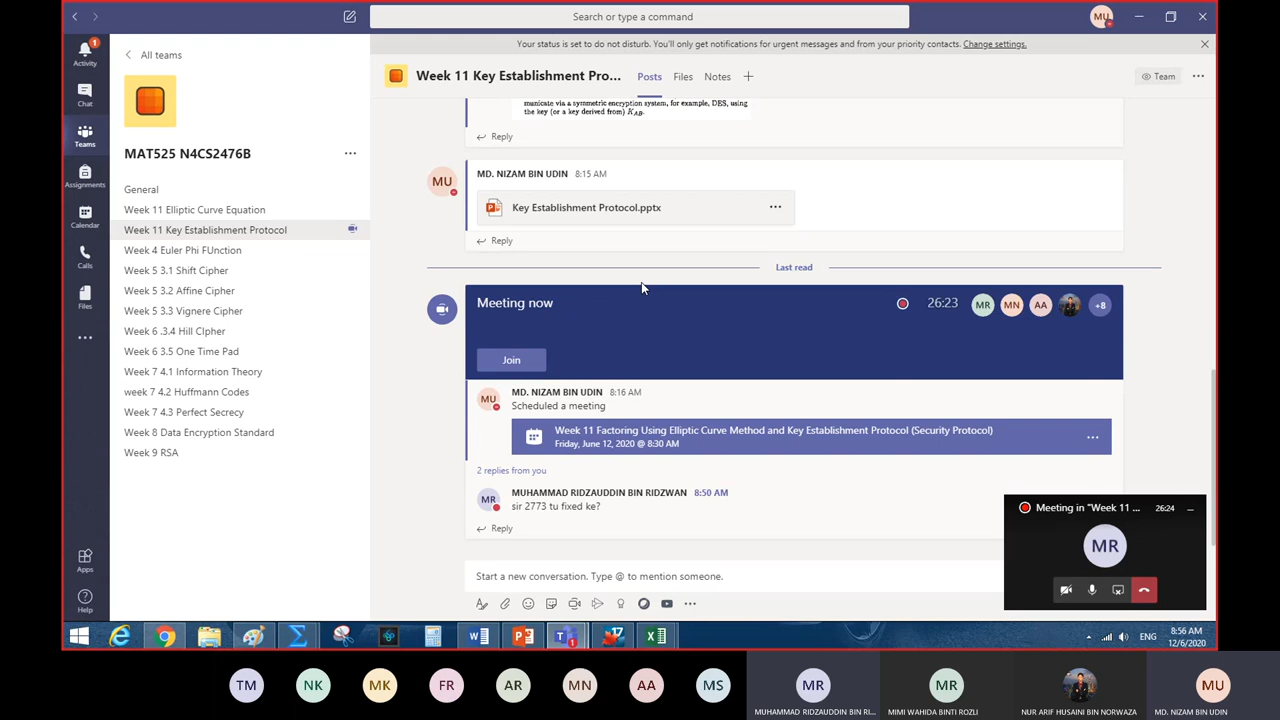 Search or type a command
MU
Your status is set to do not disturb. You'll only get notifications for urgent messages and from your priority contacts. Change settings.
1
Activity
Chat
Teams
Assignments
Calendar
Calls
Files
Apps
Help
All teams
MAT525 N4CS2476B
General
Week 11 Elliptic Curve Equation
Week 11 Key Establishment Protocol
Week 4 Euler Phi FUnction
Week 5 3.1 Shift Cipher
Week 5 3.2 Affine Cipher
Week 5 3.3 Vignere Cipher
Week 6 .3.4 Hill CIpher
Week 6 3.5 One Time Pad
Week 7 4.1 Information Theory
week 7 4.2 Huffmann Codes
Week 7 4.3 Perfect Secrecy
Week 8 Data Encryption Standard
Week 9 RSA
Week 11 Key Establishment Pro...
Posts
Files
Notes
Team
municate via a symmetric encryption system, for example, DES, using
the key (or a key derived from) K_AB.
Reply
MU
MD. NIZAM BIN UDIN 8:15 AM
Key Establishment Protocol.pptx
Reply
Last read
Meeting now
26:23
MR
MN
AA
+8
Join
MU
MD. NIZAM BIN UDIN 8:16 AM
Scheduled a meeting
Week 11 Factoring Using Elliptic Curve Method and Key Establishment Protocol (Security Protocol)
Friday, June 12, 2020 @ 8:30 AM
2 replies from you
MR
MUHAMMAD RIDZAUDDIN BIN RIDZWAN 8:50 AM
sir 2773 tu fixed ke?
Reply
Start a new conversation. Type @ to mention someone.
Meeting in "Week 11 ... 26:24
MR
ENG
8:56 AM
12/6/2020
TM
NK
MK
FR
AR
MN
AA
MS
MR
MUHAMMAD RIDZAUDDIN BIN RI...
MR
MIMI WAHIDA BINTI ROZLI
NUR ARIF HUSAINI BIN NORWAZA
MU
MD. NIZAM BIN UDIN